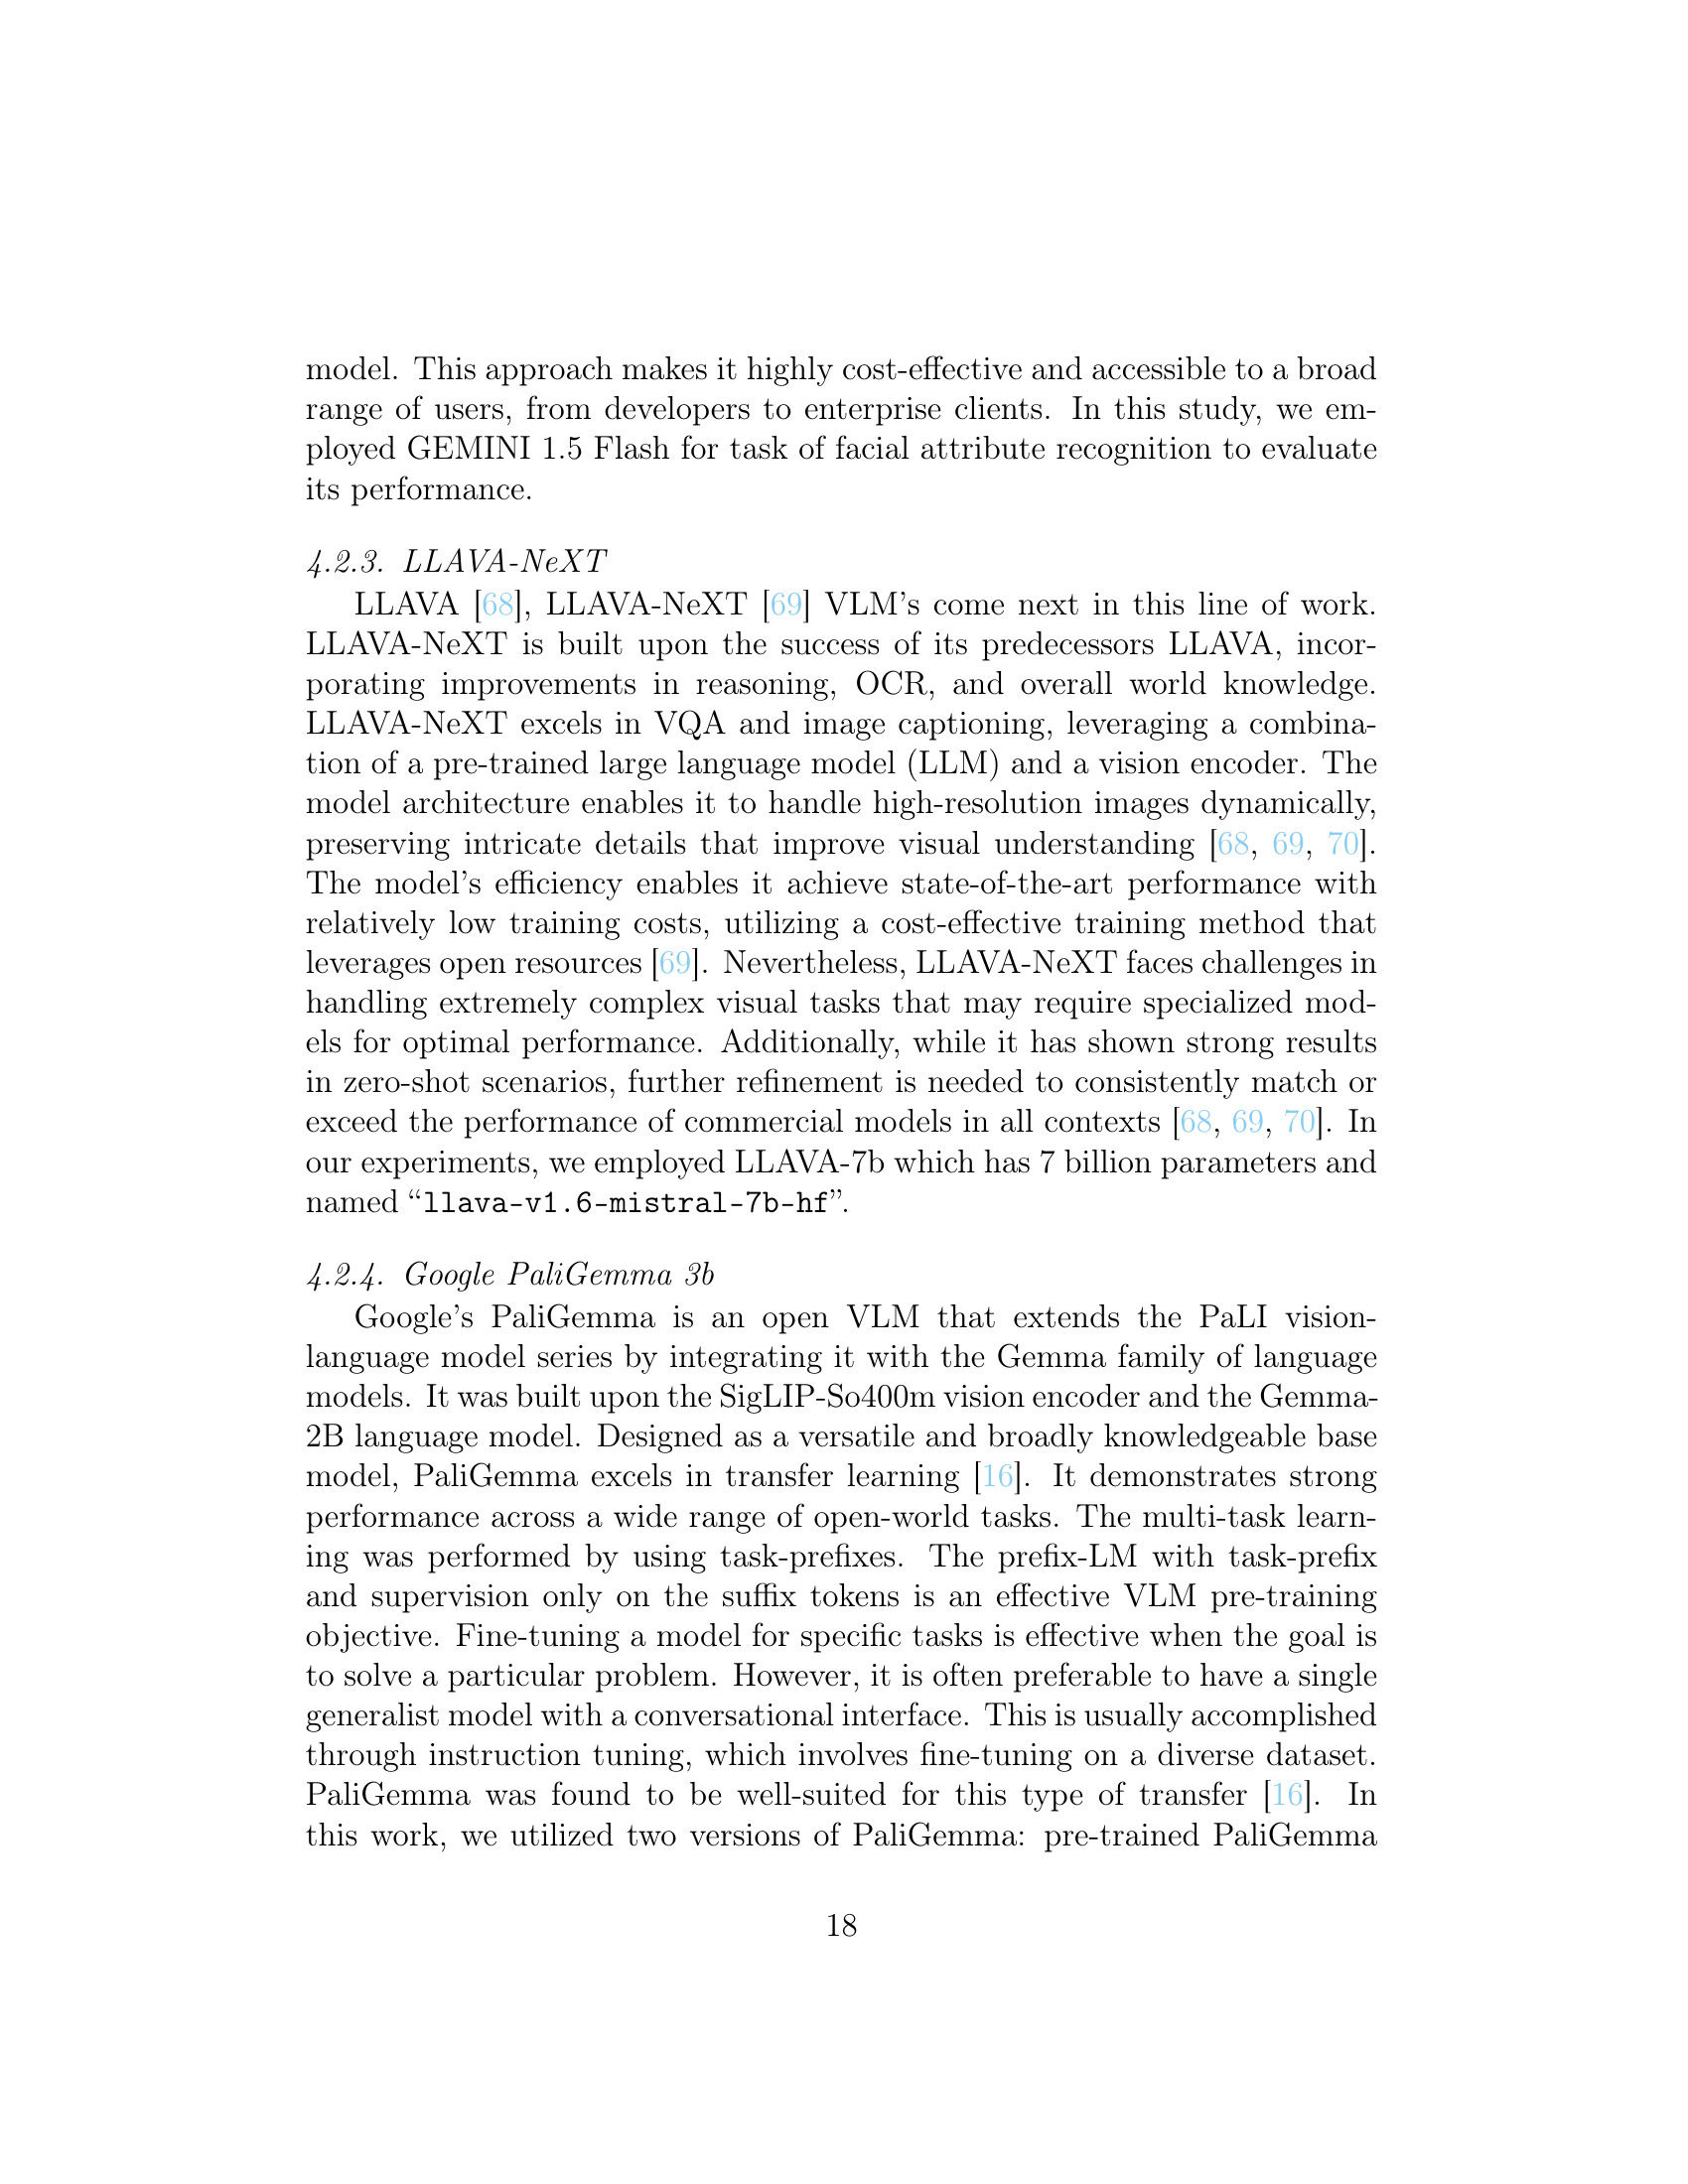 model. This approach makes it highly cost-effective and accessible to a broad
range of users, from developers to enterprise clients. In this study, we em-
ployed GEMINI 1.5 Flash for task of facial attribute recognition to evaluate
its performance.
4.2.3. LLAVA-NeXT
LLAVA [68], LLAVA-NeXT [69] VLM's come next in this line of work.
LLAVA-NeXT is built upon the success of its predecessors LLAVA, incor-
porating improvements in reasoning, OCR, and overall world knowledge.
LLAVA-NeXT excels in VQA and image captioning, leveraging a combina-
tion of a pre-trained large language model (LLM) and a vision encoder. The
model architecture enables it to handle high-resolution images dynamically,
preserving intricate details that improve visual understanding [68, 69, 70].
The model's efficiency enables it achieve state-of-the-art performance with
relatively low training costs, utilizing a cost-effective training method that
leverages open resources [69]. Nevertheless, LLAVA-NeXT faces challenges in
handling extremely complex visual tasks that may require specialized mod-
els for optimal performance. Additionally, while it has shown strong results
in zero-shot scenarios, further refinement is needed to consistently match or
exceed the performance of commercial models in all contexts [68, 69, 70]. In
our experiments, we employed LLAVA-7b which has 7 billion parameters and
named “llava-v1.6-mistral-7b-hf”.
4.2.4. Google PaliGemma 3b
Google's PaliGemma is an open VLM that extends the PaLI vision-
language model series by integrating it with the Gemma family of language
models. It was built upon the SigLIP-So400m vision encoder and the Gemma-
2B language model. Designed as a versatile and broadly knowledgeable base
model, PaliGemma excels in transfer learning [16]. It demonstrates strong
performance across a wide range of open-world tasks. The multi-task learn-
ing was performed by using task-prefixes. The prefix-LM with task-prefix
and supervision only on the suffix tokens is an effective VLM pre-training
objective. Fine-tuning a model for specific tasks is effective when the goal is
to solve a particular problem. However, it is often preferable to have a single
generalist model with a conversational interface. This is usually accomplished
through instruction tuning, which involves fine-tuning on a diverse dataset.
PaliGemma was found to be well-suited for this type of transfer [16]. In
this work, we utilized two versions of PaliGemma: pre-trained PaliGemma
18